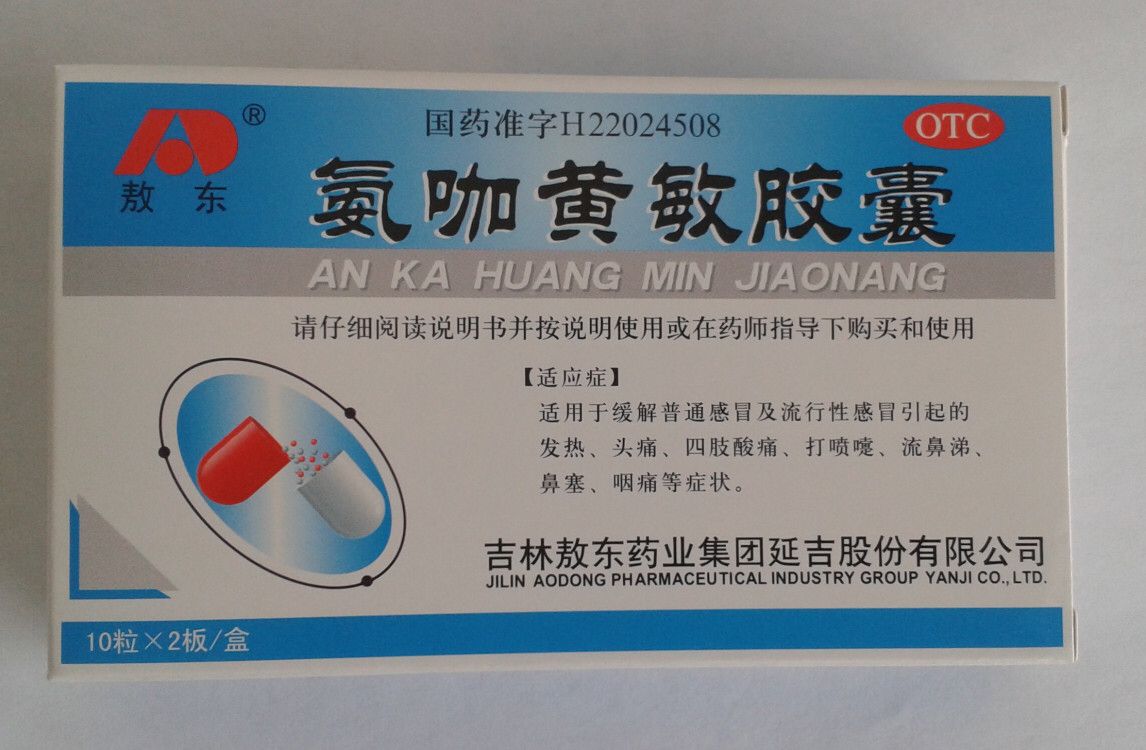 国药准字H22024508
OTC
®
敖东
氨咖黄敏胶囊
AN KA HUANG MIN JIAONANG
请仔细阅读说明书并按说明使用或在药师指导下购买和使用
【适应症】
适用于缓解普通感冒及流行性感冒引起的
发热、头痛、四肢酸痛、打喷嚏、流鼻涕、
鼻塞、咽痛等症状。
吉林敖东药业集团延吉股份有限公司
JILIN AODONG PHARMACEUTICAL INDUSTRY GROUP YANJI CO., LTD.
10粒×2板/盒